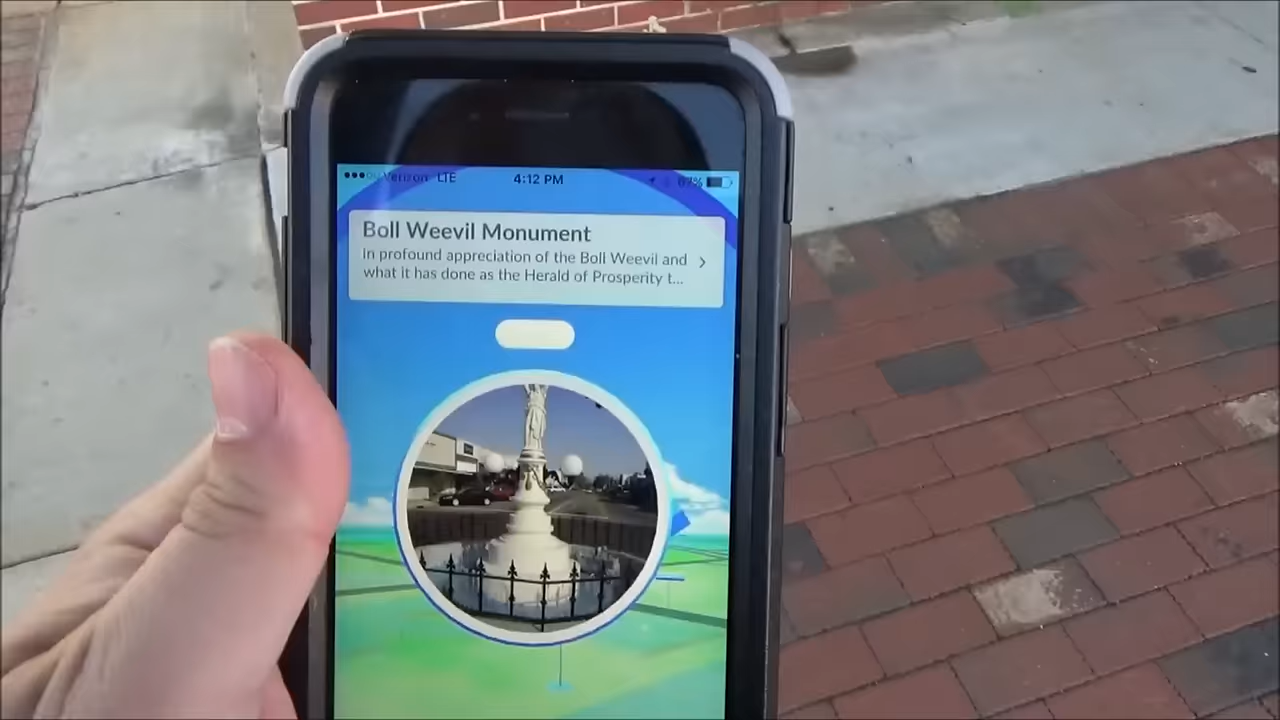 Verizon LTE 4:12 PM 67%
Boll Weevil Monument
In profound appreciation of the Boll Weevil and
what it has done as the Herald of Prosperity t...